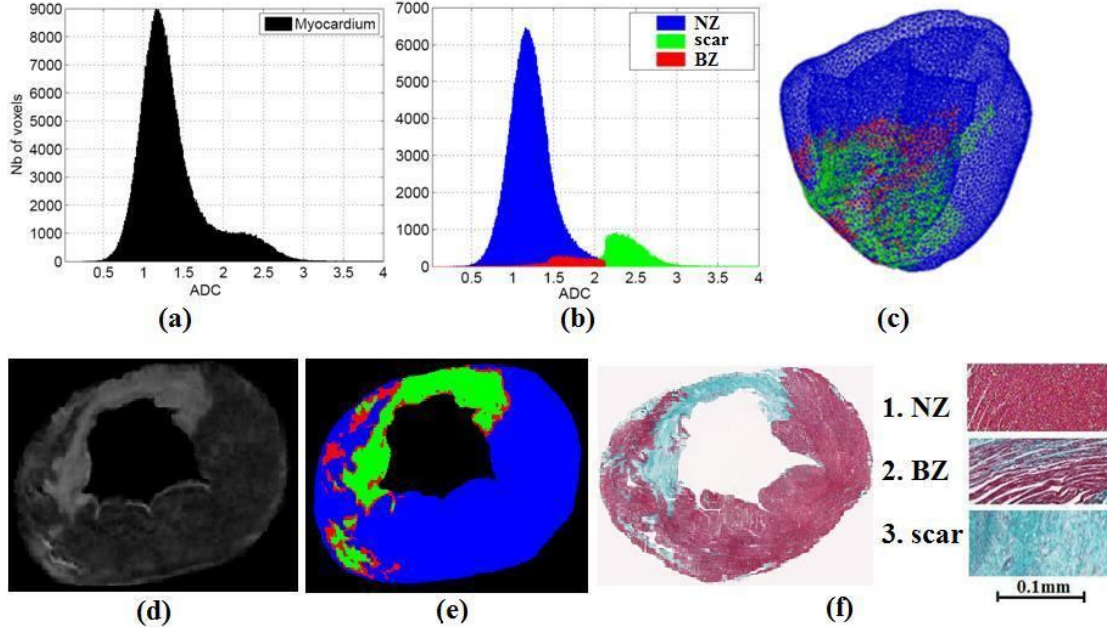 9000
8000
7000
6000
5000
4000
3000
2000
1000
0
Nb of voxels
Myocardium
0.5 1 1.5 2 2.5 3 3.5 4
ADC
(a)
7000
6000
5000
4000
3000
2000
1000
0
NZ
scar
BZ
0.5 1 1.5 2 2.5 3 3.5 4
ADC
(b)
(c)
(d)
(e)
1. NZ
2. BZ
3. scar
0.1mm
(f)